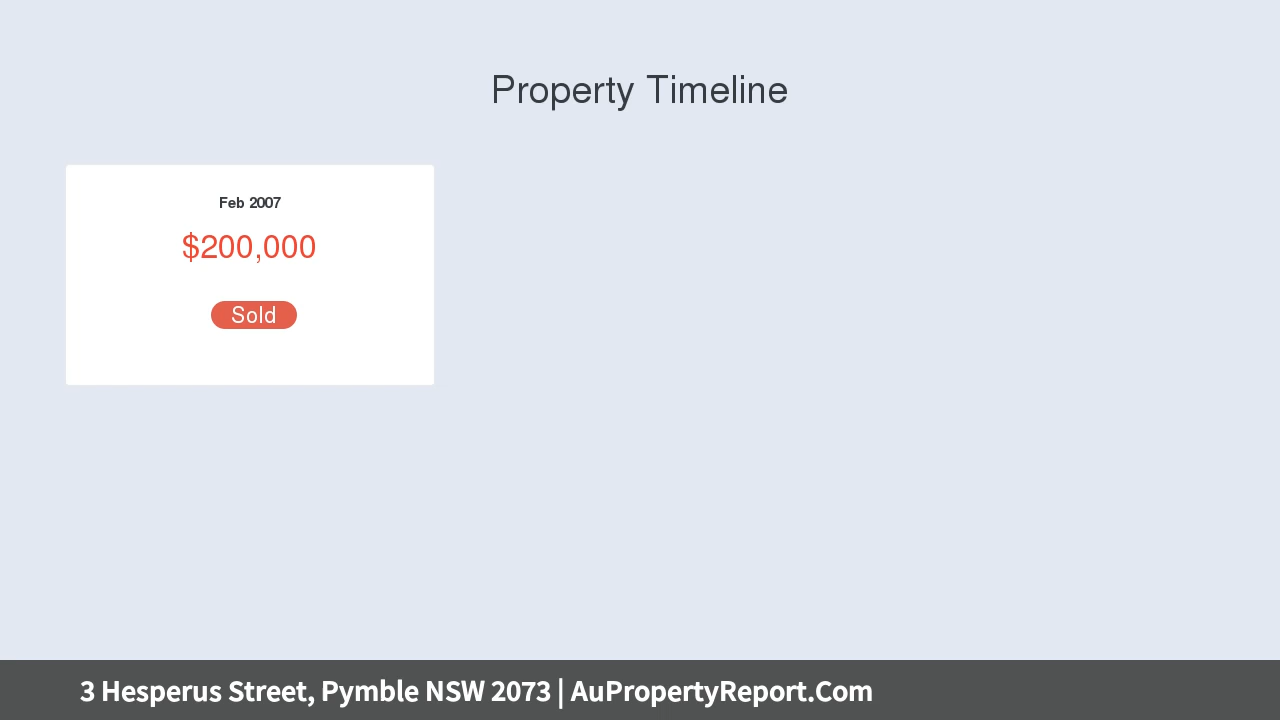 Property Timeline
Feb 2007
$200,000
Sold
3 Hesperus Street, Pymble NSW 2073 | AuPropertyReport.Com